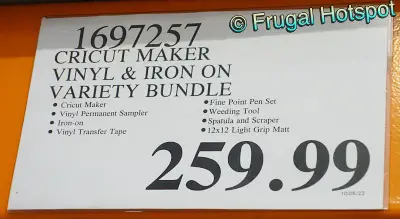 © Frugal Hotspot
1697257
CRICUT MAKER
VINYL & IRON ON
VARIETY BUNDLE
• Cricut Maker
• Vinyl Permanent Sampler
• Iron-on
• Vinyl Transfer Tape
• Fine Point Pen Set
• Weeding Tool
• Spatula and Scraper
• 12x12 Light Grip Matt
259.99